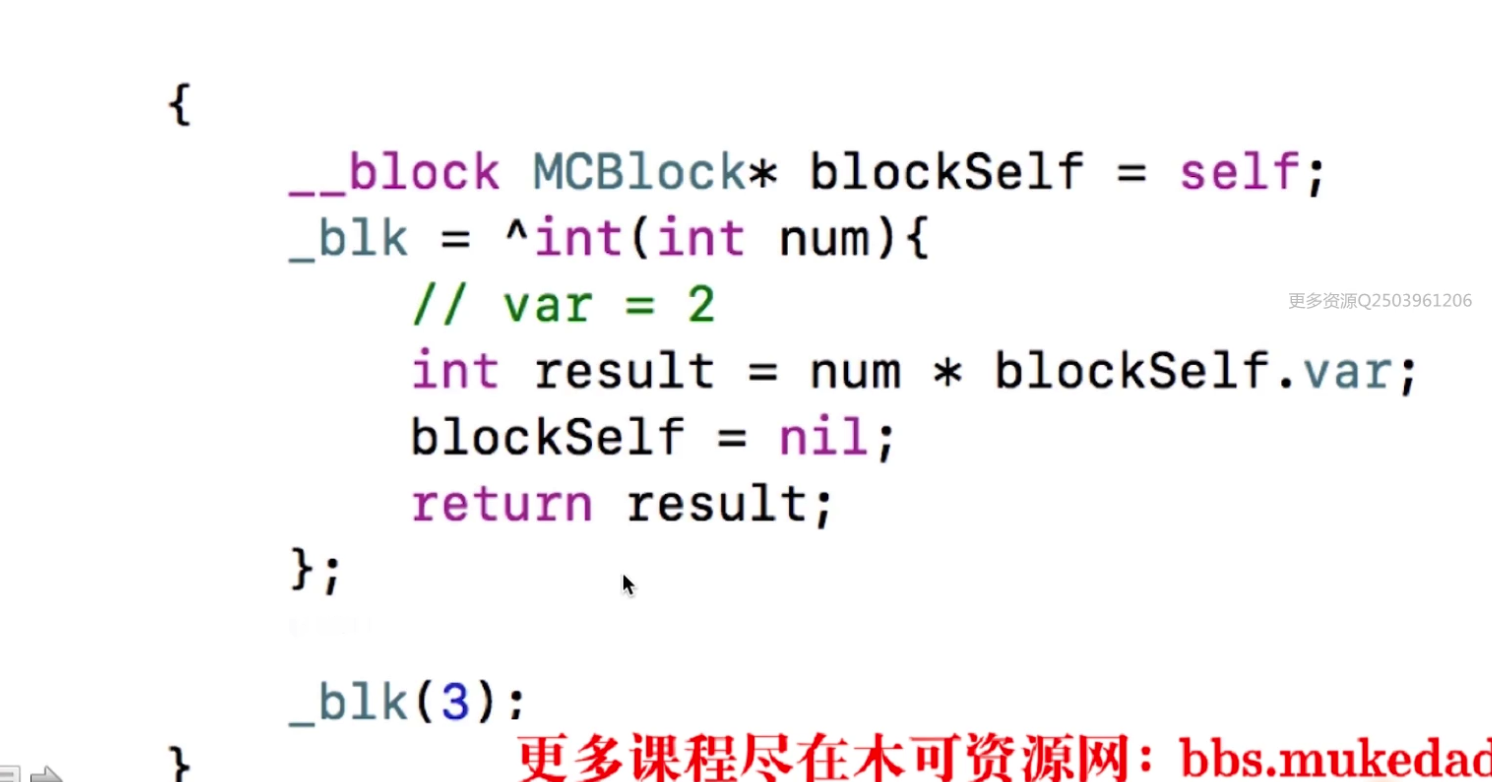 {
__block MCBlock* blockSelf = self;
_blk = ^int(int num){
// var = 2
更多资源Q2503961206
int result = num * blockSelf.var;
blockSelf = nil;
return result;
};
_blk(3);
更多课程尽在木可资源网：bbs.mukedad
}